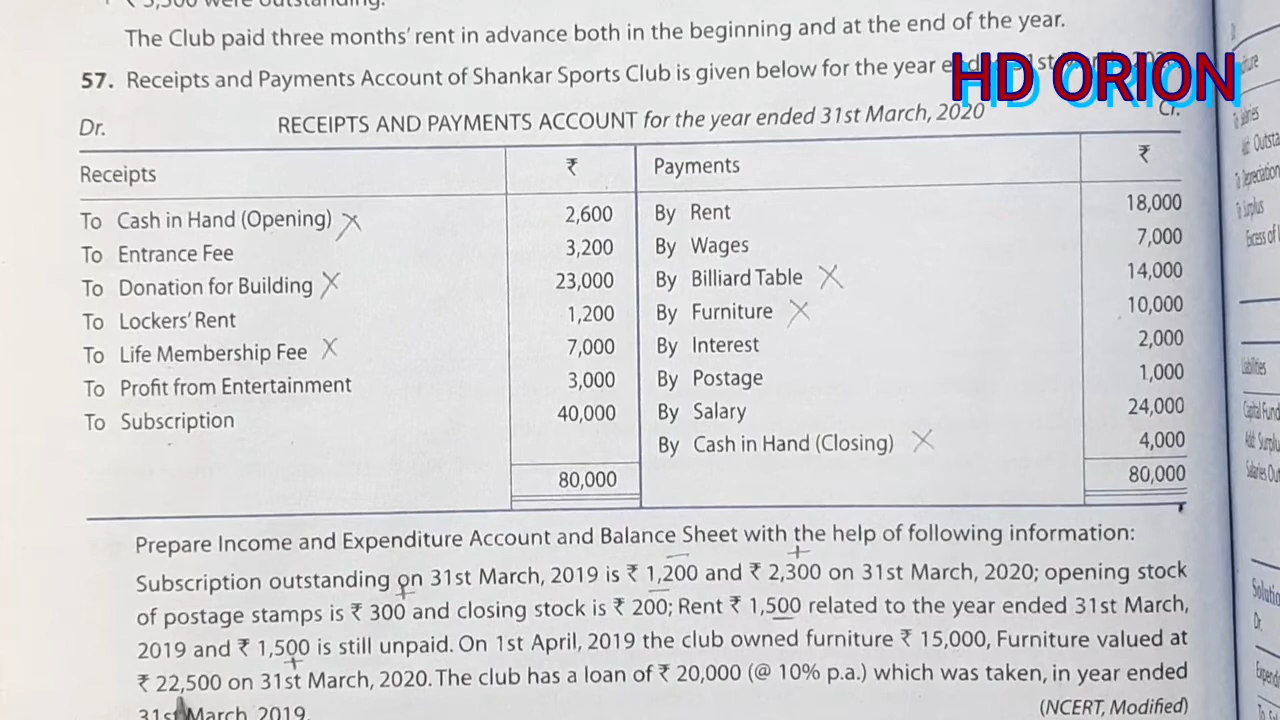 ₹ 5,500 were outstanding.
The Club paid three months' rent in advance both in the beginning and at the end of the year.
57. Receipts and Payments Account of Shankar Sports Club is given below for the year
HD ORION
Dr. RECEIPTS AND PAYMENTS ACCOUNT for the year ended 31st March, 2020 Cr.
Receipts ₹ Payments ₹
To Cash in Hand (Opening) 2,600 By Rent 18,000
To Entrance Fee 3,200 By Wages 7,000
To Donation for Building 23,000 By Billiard Table 14,000
To Lockers' Rent 1,200 By Furniture 10,000
To Life Membership Fee 7,000 By Interest 2,000
To Profit from Entertainment 3,000 By Postage 1,000
To Subscription 40,000 By Salary 24,000
By Cash in Hand (Closing) 4,000
80,000 80,000
Prepare Income and Expenditure Account and Balance Sheet with the help of following information:
Subscription outstanding on 31st March, 2019 is ₹ 1,200 and ₹ 2,300 on 31st March, 2020; opening stock
of postage stamps is ₹ 300 and closing stock is ₹ 200; Rent ₹ 1,500 related to the year ended 31st March,
2019 and ₹ 1,500 is still unpaid. On 1st April, 2019 the club owned furniture ₹ 15,000, Furniture valued at
₹ 22,500 on 31st March, 2020. The club has a loan of ₹ 20,000 (@ 10% p.a.) which was taken, in year ended
31st March 2019.
(NCERT, Modified)